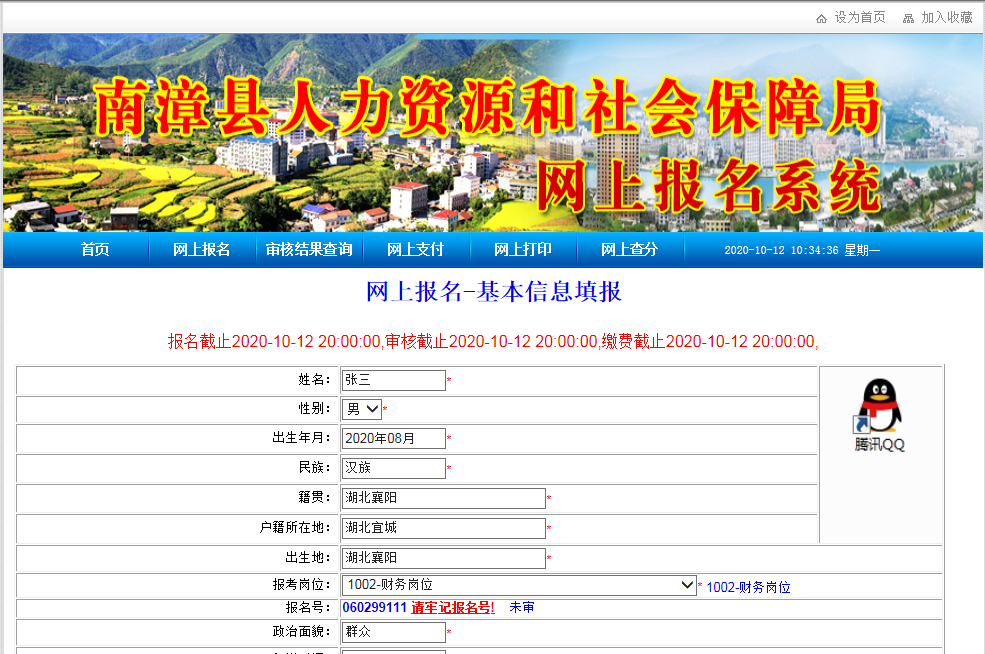 设为首页 加入收藏
南漳县人力资源和社会保障局
网上报名系统
首页 网上报名 审核结果查询 网上支付 网上打印 网上查分 2020-10-12 10:34:36 星期一
网上报名-基本信息填报
报名截止2020-10-12 20:00:00,审核截止2020-10-12 20:00:00,缴费截止2020-10-12 20:00:00,
姓名： 张三 *
性别： 男 *
出生年月： 2020年08月 *
民族： 汉族 *
腾讯QQ
籍贯： 湖北襄阳 *
户籍所在地： 湖北宜城 *
出生地： 湖北襄阳 *
报考岗位： 1002-财务岗位 * 1002-财务岗位
报名号： 060299111 请牢记报名号! 未审
政治面貌： 群众 *